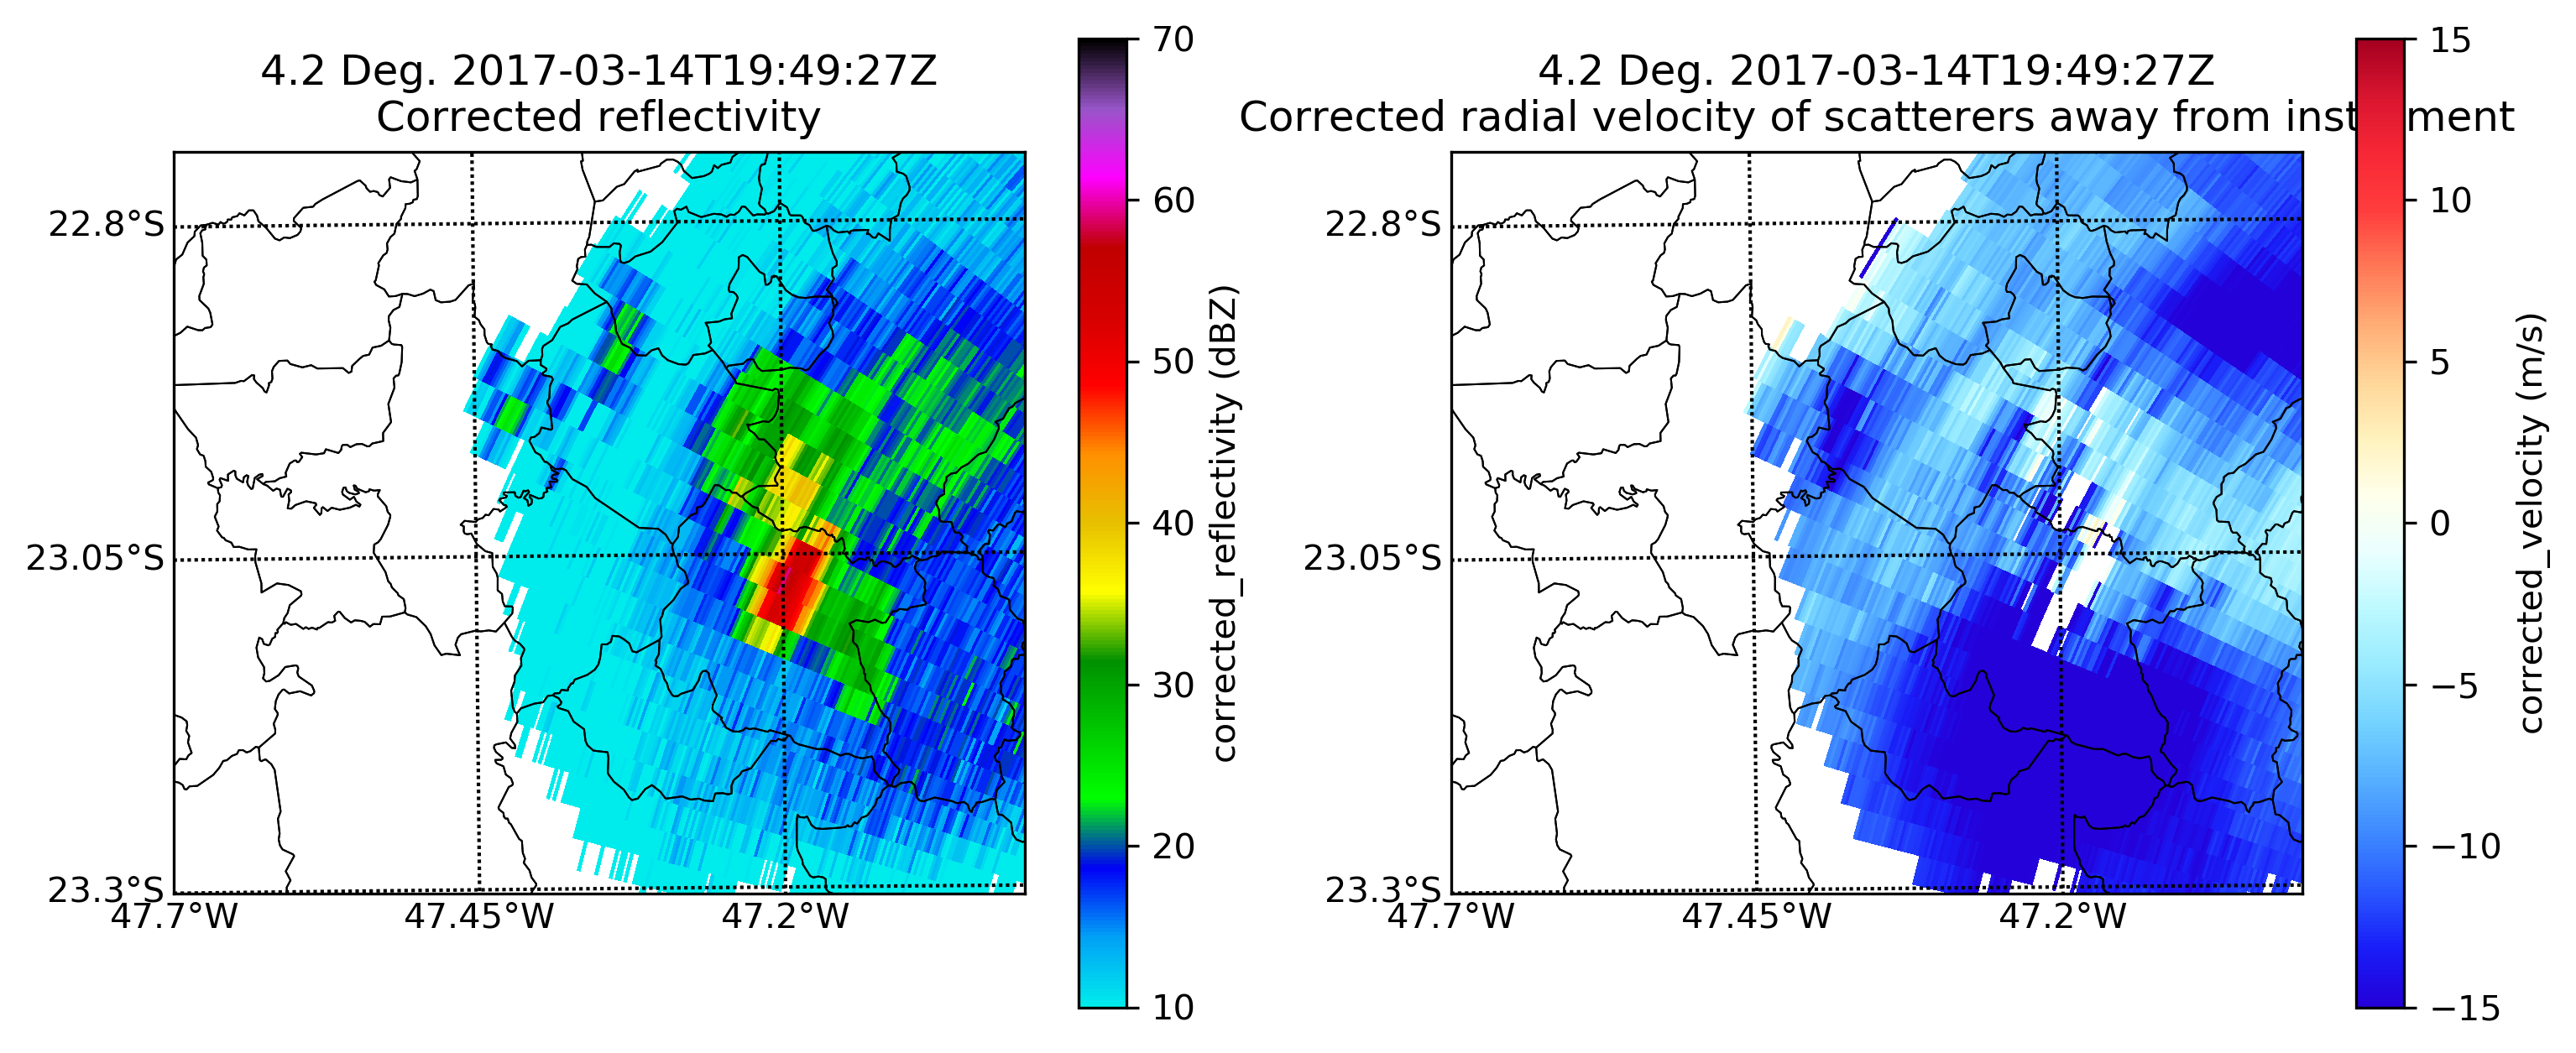 4.2 Deg. 2017-03-14T19:49:27Z
Corrected reflectivity
22.8°S
23.05°S
23.3°S
47.7°W
47.45°W
47.2°W
70
60
50
40
30
20
10
corrected_reflectivity (dBZ)
4.2 Deg. 2017-03-14T19:49:27Z
Corrected radial velocity of scatterers away from inst ment
22.8°S
23.05°S
23.3°S
47.7°W
47.45°W
47.2°W
15
10
5
0
−5
−10
−15
corrected_velocity (m/s)